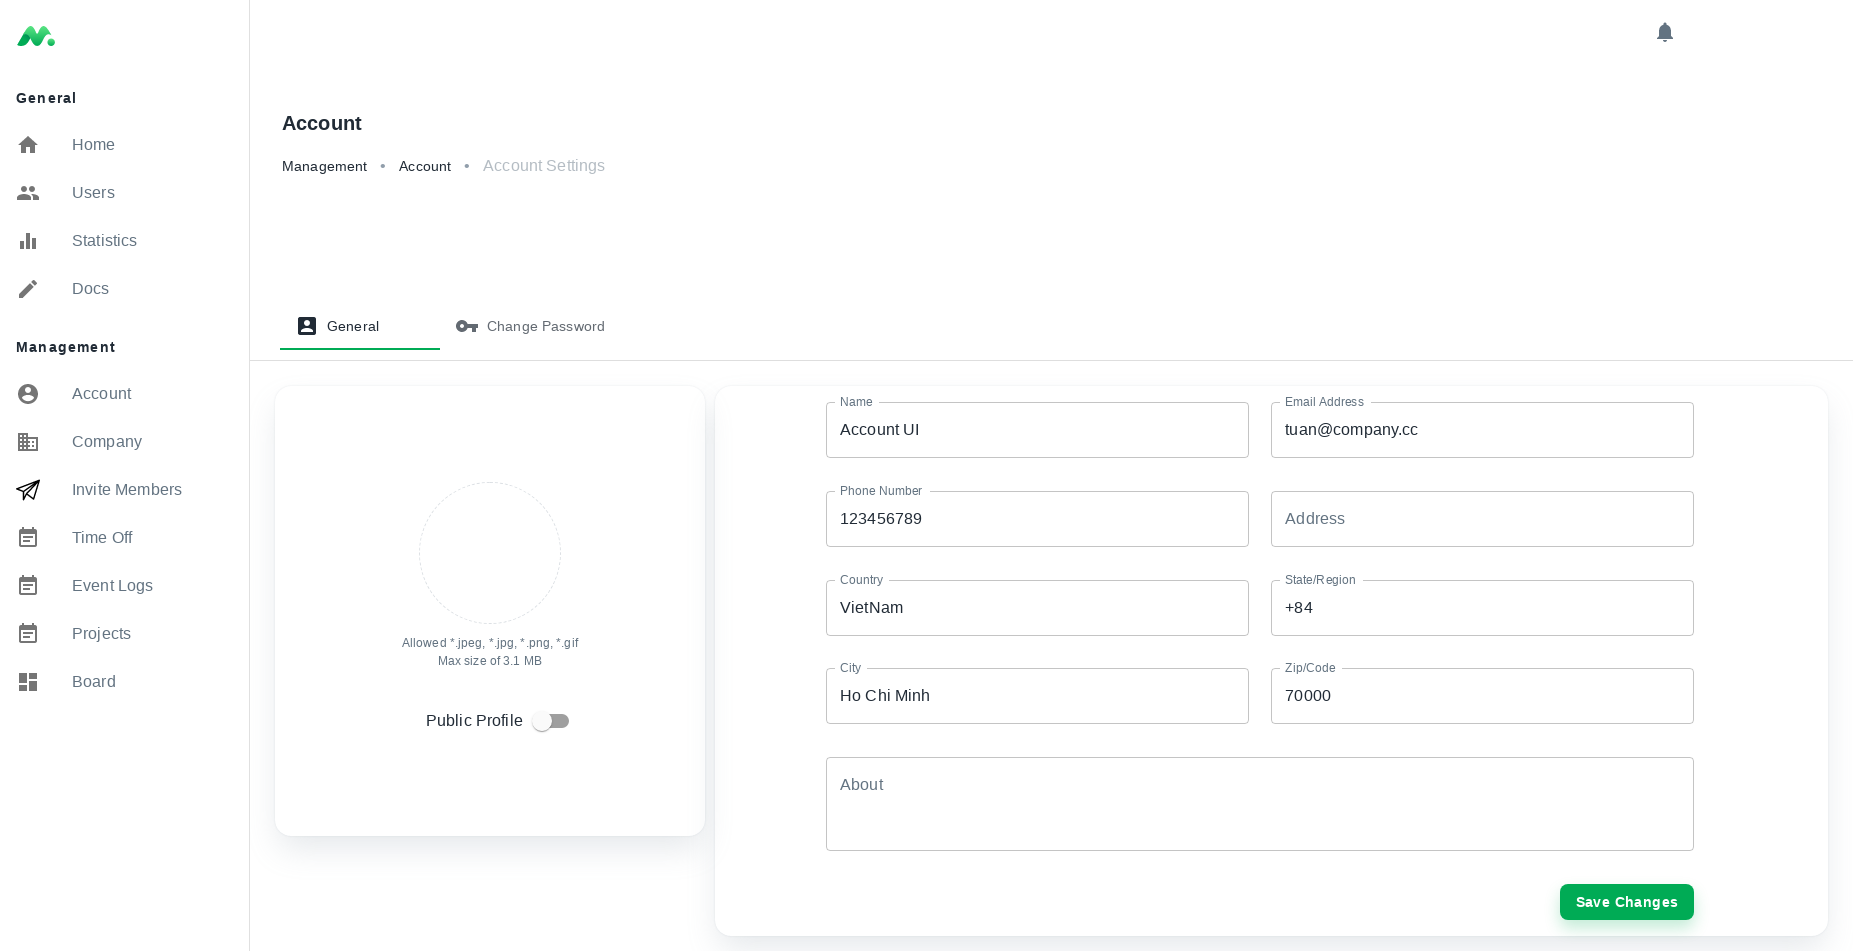 General
Home
Users
Statistics
Docs
Management
Account
Company
Invite Members
Time Off
Event Logs
Projects
Board
Account
Management • Account • Account Settings
General
Change Password
Allowed *.jpeg, *.jpg, *.png, *.gif
Max size of 3.1 MB
Public Profile
Name
Account UI
Email Address
tuan@company.cc
Phone Number
123456789
Address
Country
VietNam
State/Region
+84
City
Ho Chi Minh
Zip/Code
70000
About
Save Changes